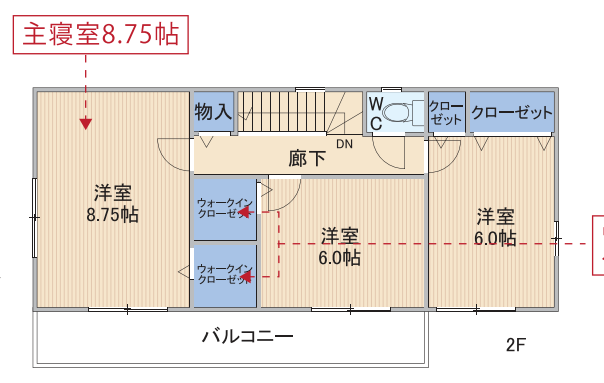 主寝室8.75帖
物入
W
C
クロー
ゼット
クローゼット
DN
廊下
洋室
8.75帖
ウォークイン
クローゼット
洋室
6.0帖
洋室
6.0帖
ウォークイン
クローゼット
バルコニー
2F